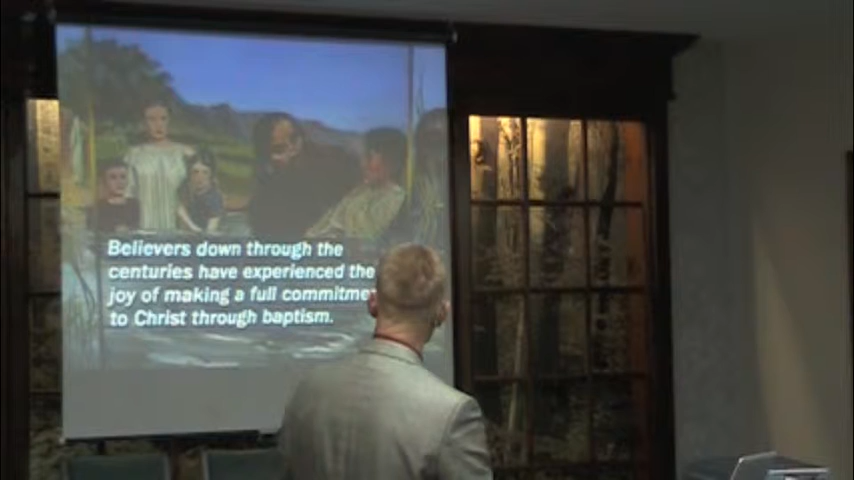 Believers down through the
centuries have experienced the
joy of making a full commitme
to Christ through baptism.